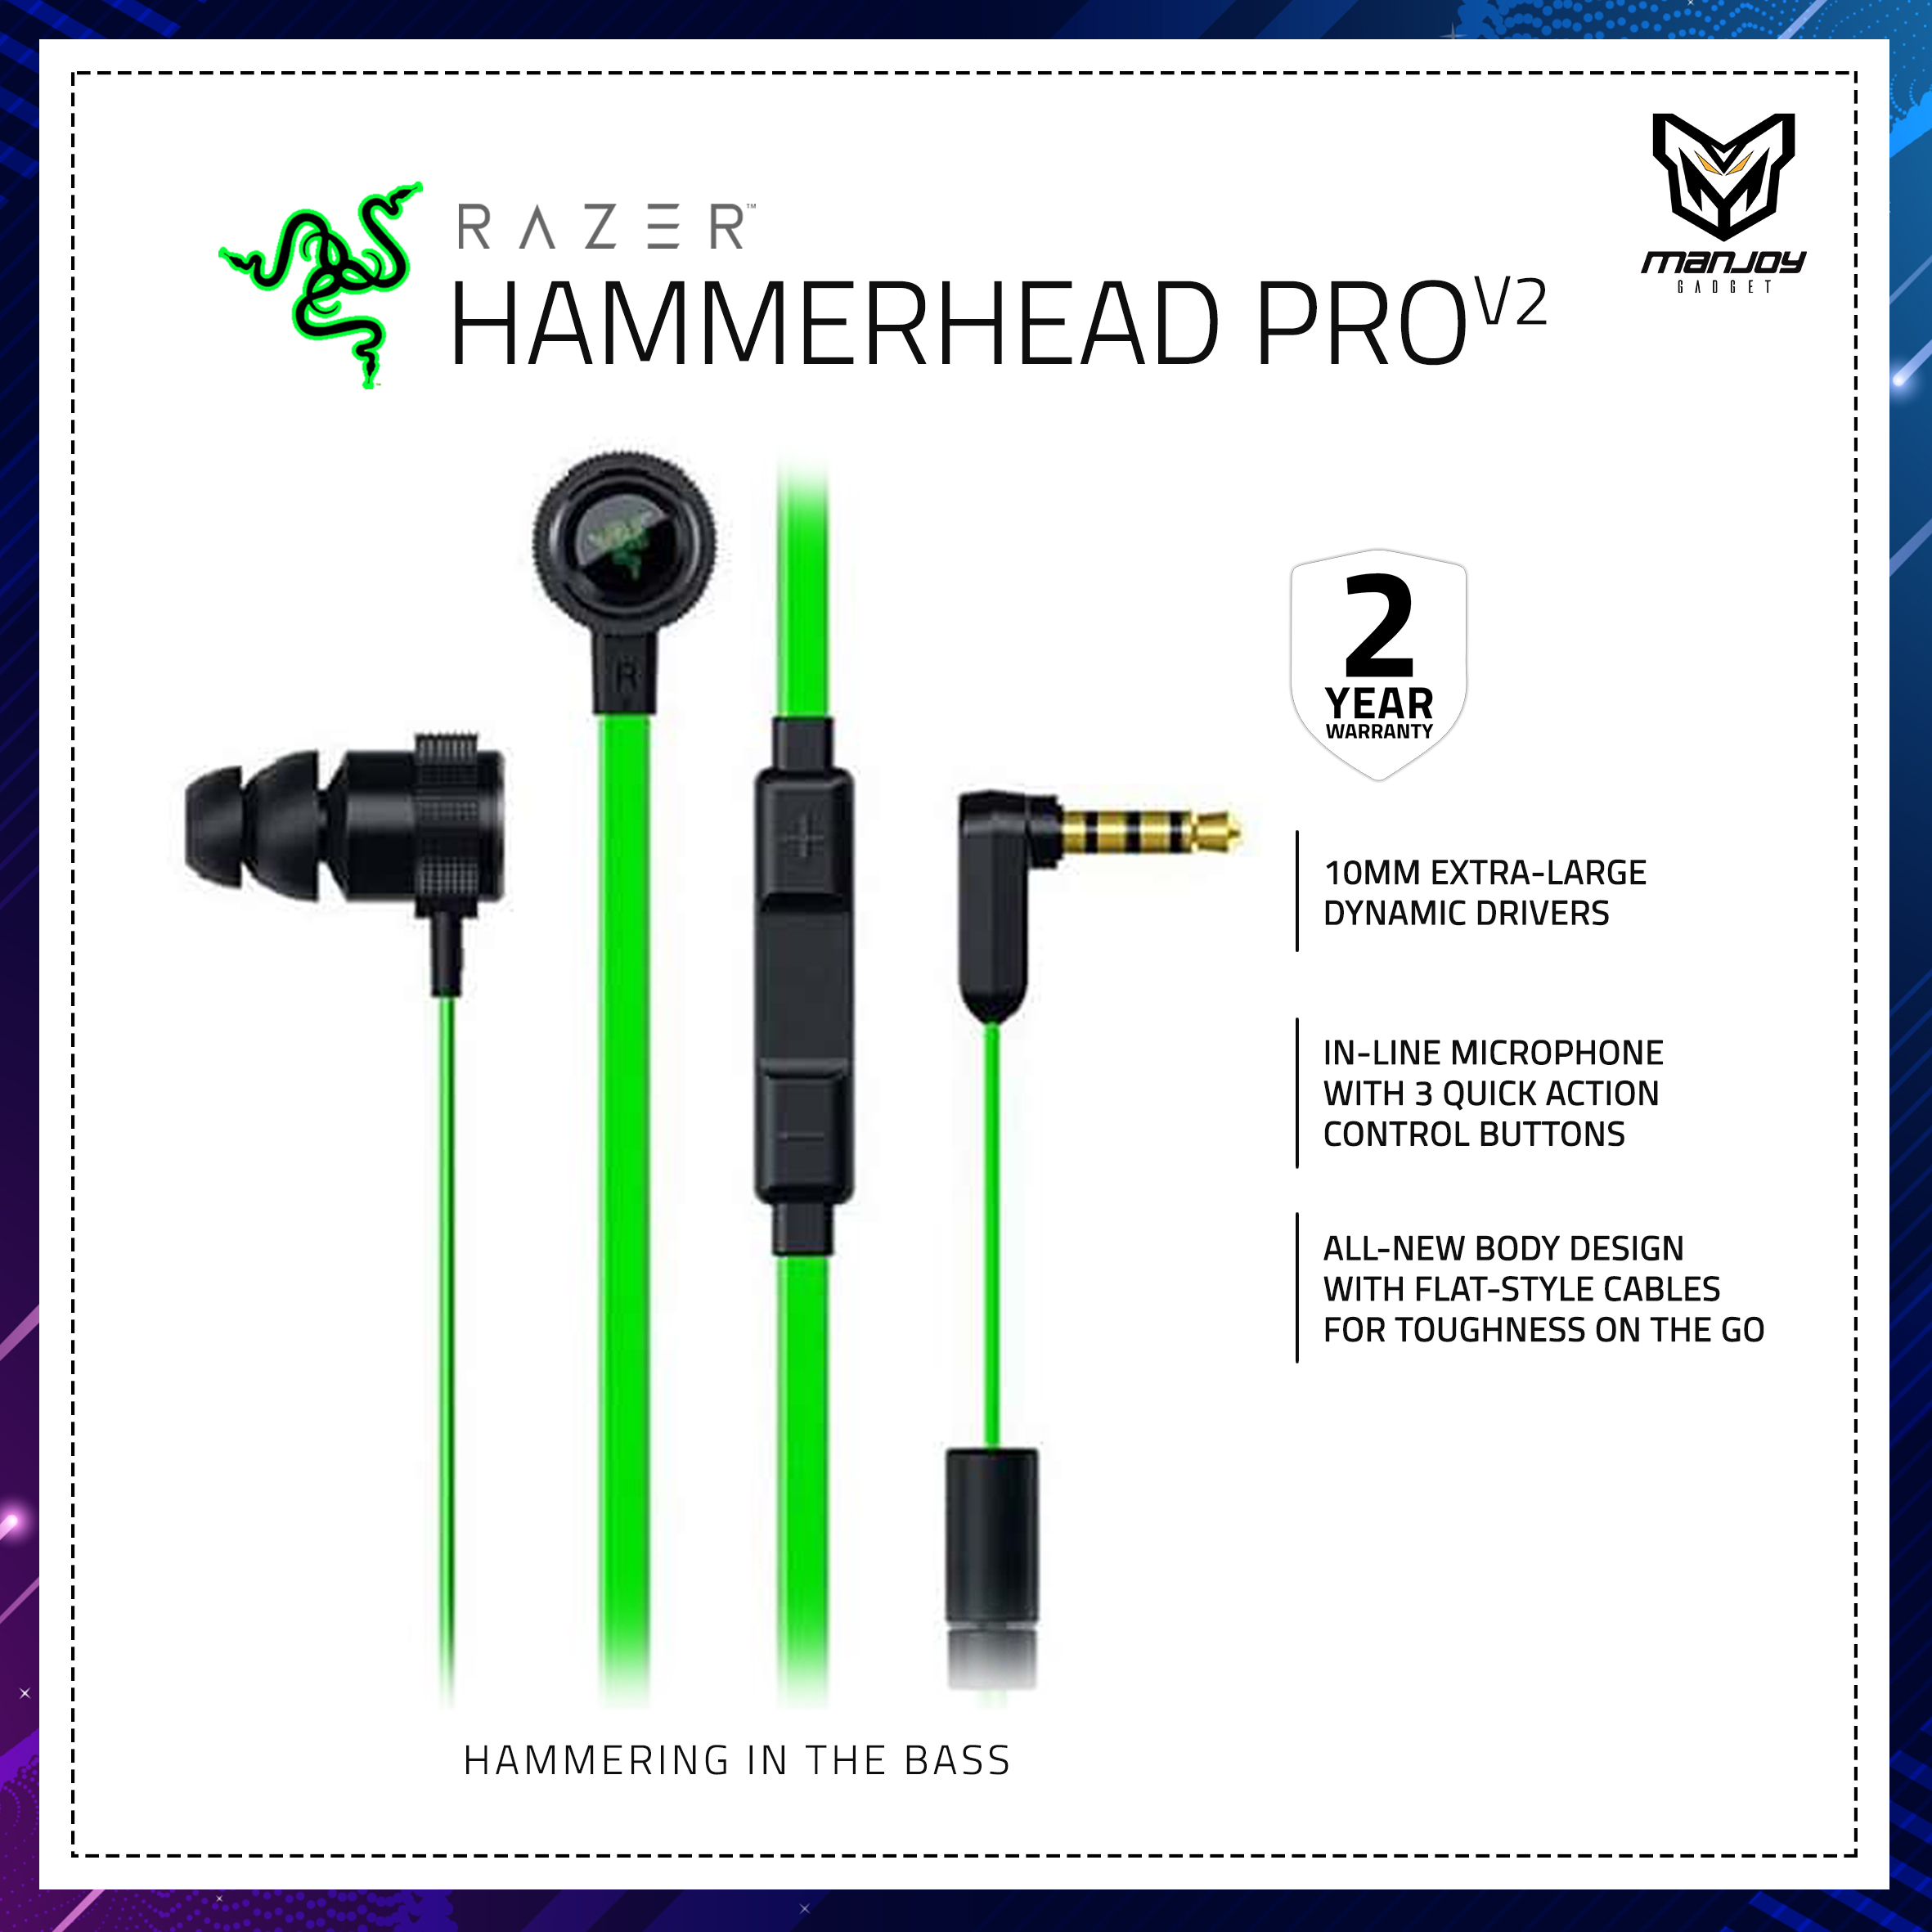 RAZER™
HAMMERHEAD PRO V2
MANJOY
GADGET
R
2
YEAR
WARRANTY
10MM EXTRA-LARGE
DYNAMIC DRIVERS
IN-LINE MICROPHONE
WITH 3 QUICK ACTION
CONTROL BUTTONS
ALL-NEW BODY DESIGN
WITH FLAT-STYLE CABLES
FOR TOUGHNESS ON THE GO
HAMMERING IN THE BASS